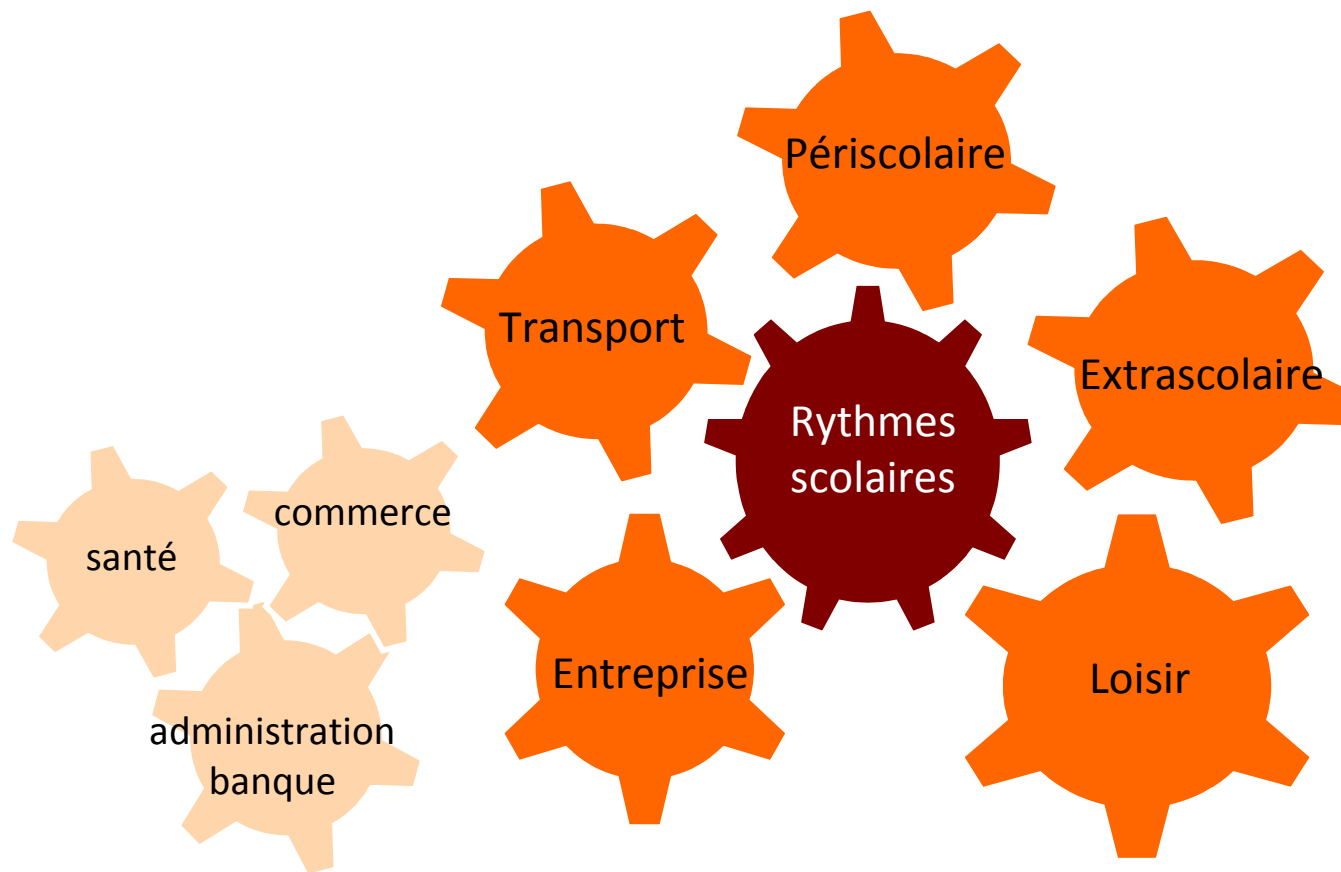 Périscolaire
Transport
Extrascolaire
Rythmes
scolaires
commerce
santé
Entreprise
Loisir
administration
banque